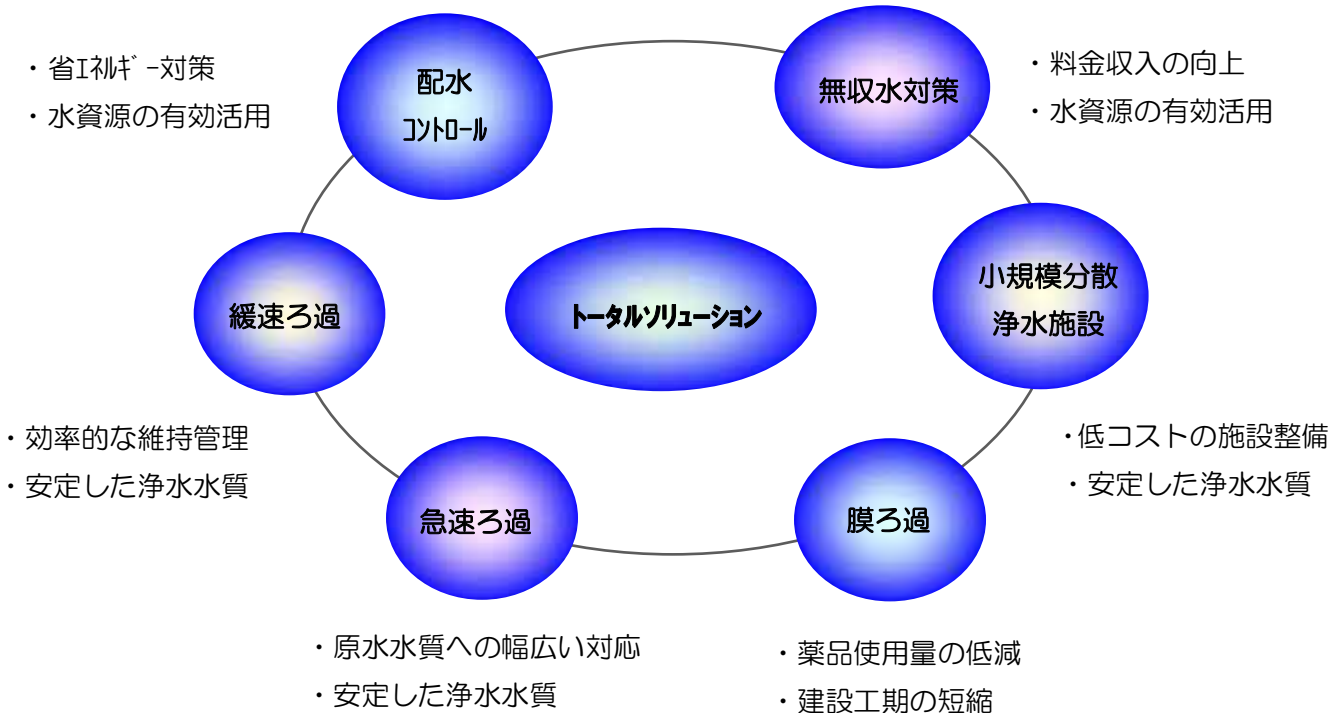 ・省ｴﾈﾙｷﾞｰ対策
・水資源の有効活用
配水
ｺﾝﾄﾛｰﾙ
無収水対策
・料金収入の向上
・水資源の有効活用
緩速ろ過
トータルソリューション
小規模分散
浄水施設
・効率的な維持管理
・安定した浄水水質
急速ろ過
膜ろ過
・低コストの施設整備
・安定した浄水水質
・原水水質への幅広い対応
・安定した浄水水質
・薬品使用量の低減
・建設工期の短縮